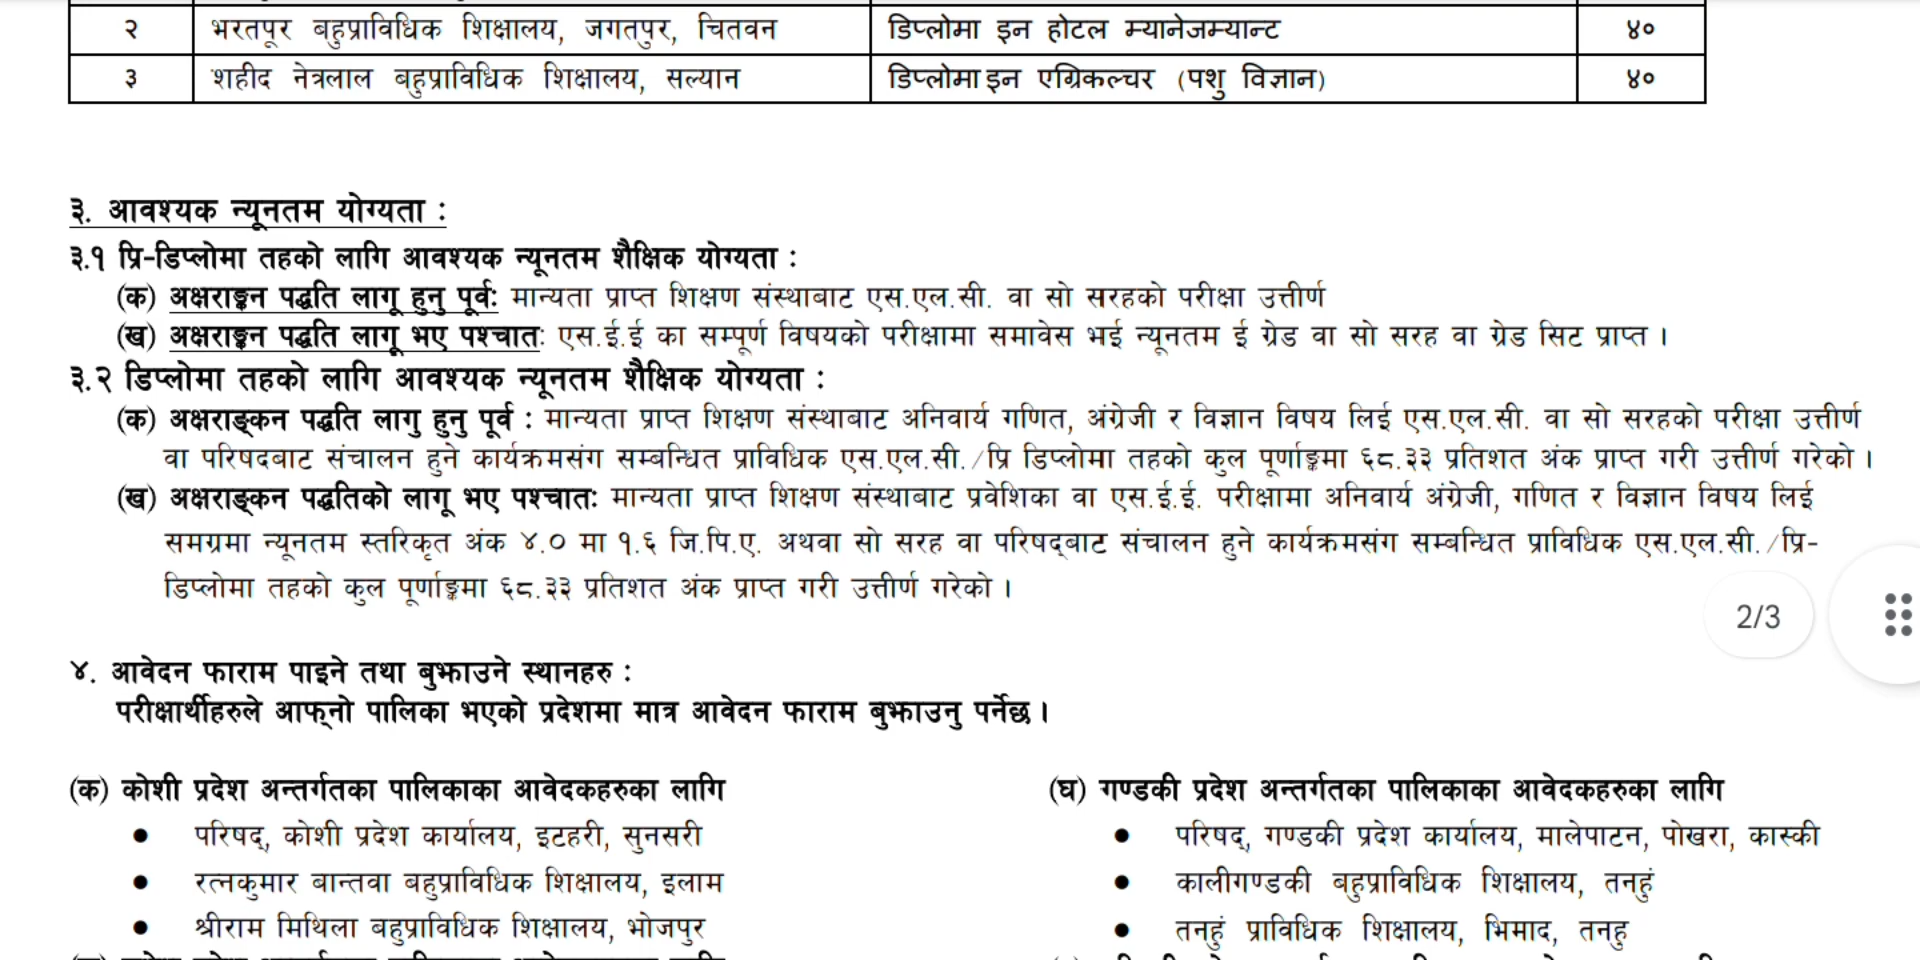 २ भरतपूर बहुप्राविधिक शिक्षालय, जगतपुर, चितवन डिप्लोमा इन होटल म्यानेजम्यान्ट ४०
३ शहीद नेत्रलाल बहुप्राविधिक शिक्षालय, सल्यान डिप्लोमा इन एग्रिकल्चर (पशु विज्ञान) ४०
३. आवश्यक न्यूनतम योग्यता :
३.१ प्रि-डिप्लोमा तहको लागि आवश्यक न्यूनतम शैक्षिक योग्यता :
(क) अक्षराङ्कन पद्धति लागू हुनु पूर्व: मान्यता प्राप्त शिक्षण संस्थाबाट एस.एल.सी. वा सो सरहको परीक्षा उत्तीर्ण
(ख) अक्षराङ्कन पद्धति लागू भए पश्चात: एस.ई.ई का सम्पूर्ण विषयको परीक्षामा समावेस भई न्यूनतम ई ग्रेड वा सो सरह वा ग्रेड सिट प्राप्त ।
३.२ डिप्लोमा तहको लागि आवश्यक न्यूनतम शैक्षिक योग्यता :
(क) अक्षराङ्कन पद्धति लागु हुनु पूर्व : मान्यता प्राप्त शिक्षण संस्थाबाट अनिवार्य गणित, अंग्रेजी र विज्ञान विषय लिई एस.एल.सी. वा सो सरहको परीक्षा उत्तीर्ण
वा परिषदबाट संचालन हुने कार्यक्रमसंग सम्बन्धित प्राविधिक एस.एल.सी./प्रि डिप्लोमा तहको कुल पूर्णाङ्कमा ६८.३३ प्रतिशत अंक प्राप्त गरी उत्तीर्ण गरेको ।
(ख) अक्षराङ्कन पद्धतिको लागू भए पश्चात: मान्यता प्राप्त शिक्षण संस्थाबाट प्रवेशिका वा एस.ई.ई. परीक्षामा अनिवार्य अंग्रेजी, गणित र विज्ञान विषय लिई
समग्रमा न्यूनतम स्तरिकृत अंक ४.० मा १.६ जि.पि.ए. अथवा सो सरह वा परिषद्बाट संचालन हुने कार्यक्रमसंग सम्बन्धित प्राविधिक एस.एल.सी./प्रि-
डिप्लोमा तहको कुल पूर्णाङ्कमा ६८.३३ प्रतिशत अंक प्राप्त गरी उत्तीर्ण गरेको ।
2/3
४. आवेदन फाराम पाइने तथा बुझाउने स्थानहरु :
परीक्षार्थीहरुले आफ्नो पालिका भएको प्रदेशमा मात्र आवेदन फाराम बुझाउनु पर्नेछ ।
(क) कोशी प्रदेश अन्तर्गतका पालिकाका आवेदकहरुका लागि
• परिषद्, कोशी प्रदेश कार्यालय, इटहरी, सुनसरी
• रत्नकुमार बान्तवा बहुप्राविधिक शिक्षालय, इलाम
• श्रीराम मिथिला बहुप्राविधिक शिक्षालय, भोजपुर
(घ) गण्डकी प्रदेश अन्तर्गतका पालिकाका आवेदकहरुका लागि
• परिषद्, गण्डकी प्रदेश कार्यालय, मालेपाटन, पोखरा, कास्की
• कालीगण्डकी बहुप्राविधिक शिक्षालय, तनहुं
• तनहुं प्राविधिक शिक्षालय, भिमाद, तनहु